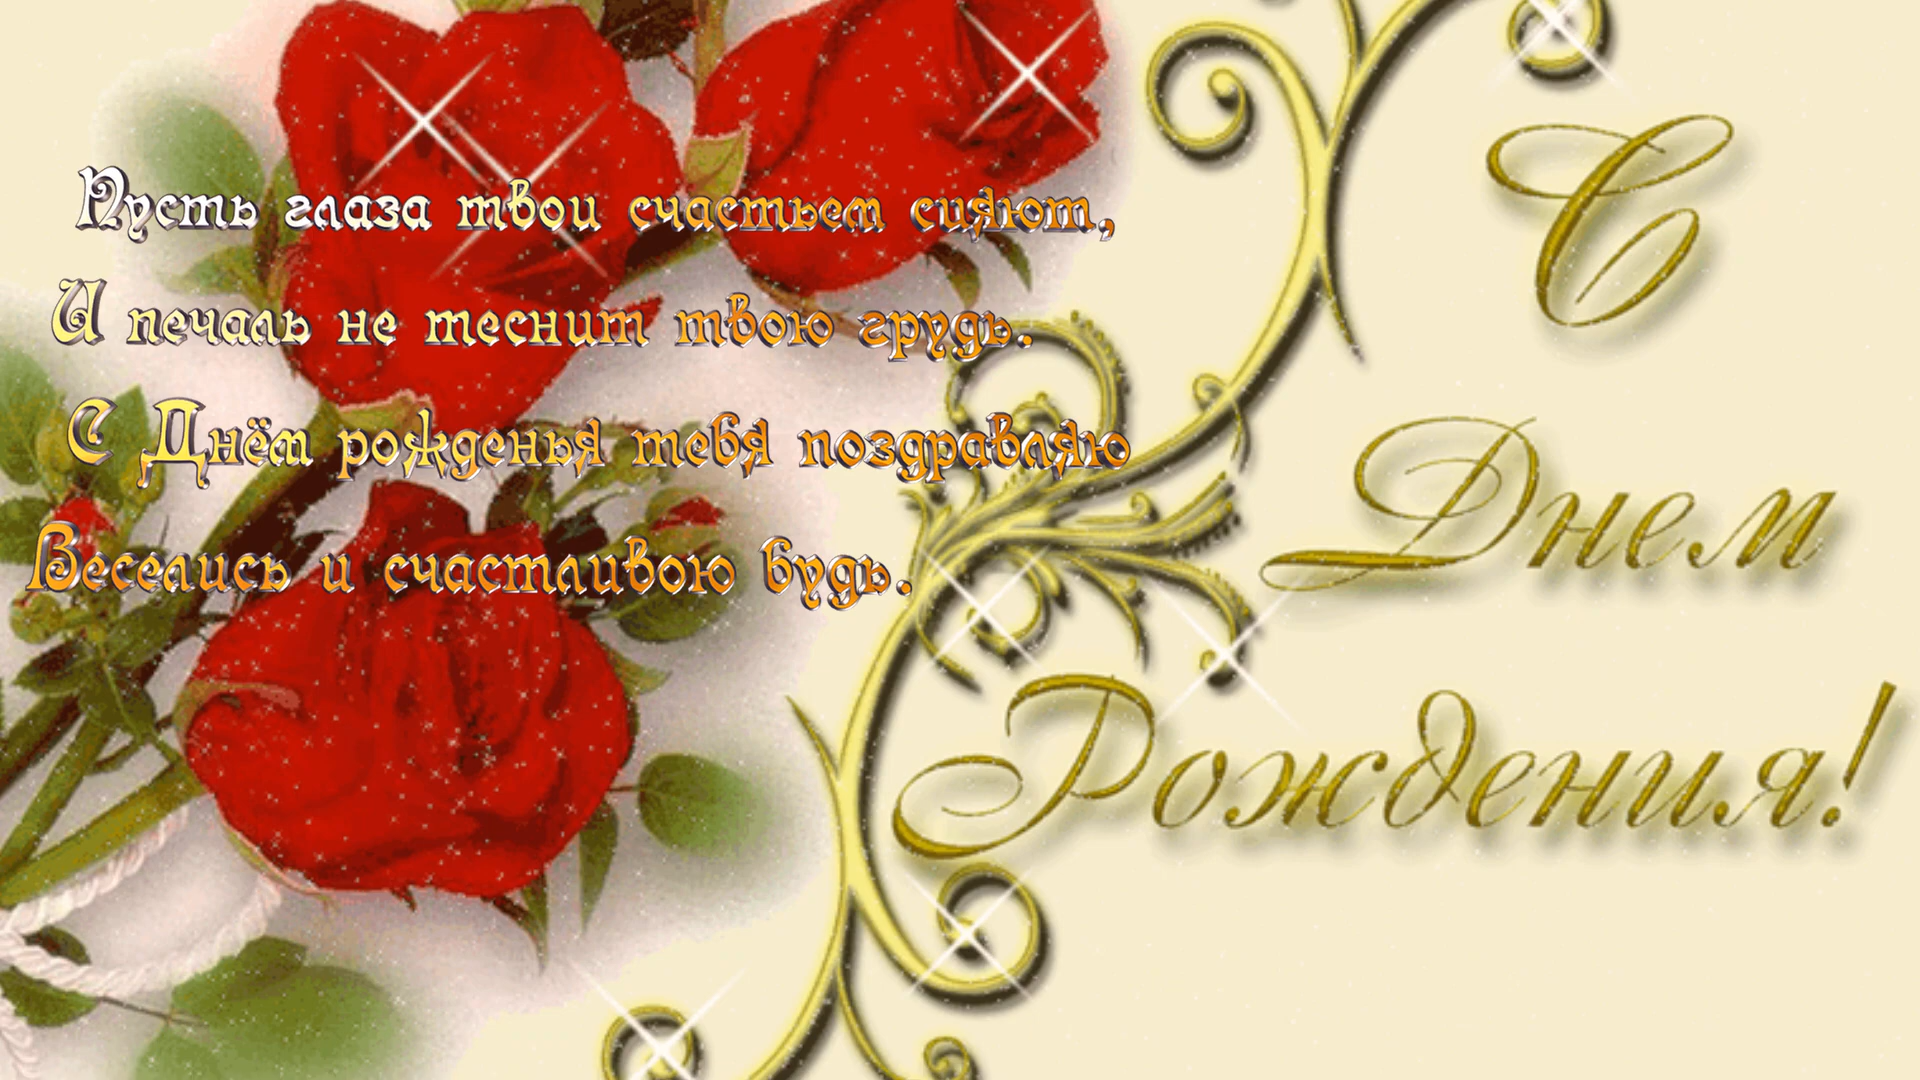 Пусть глаза твои счастьем сияют,
И печаль не теснит твою грудь.
С Днём рожденья тебя поздравляю
Веселись и счастливою будь.
С
Днем
Рождения!